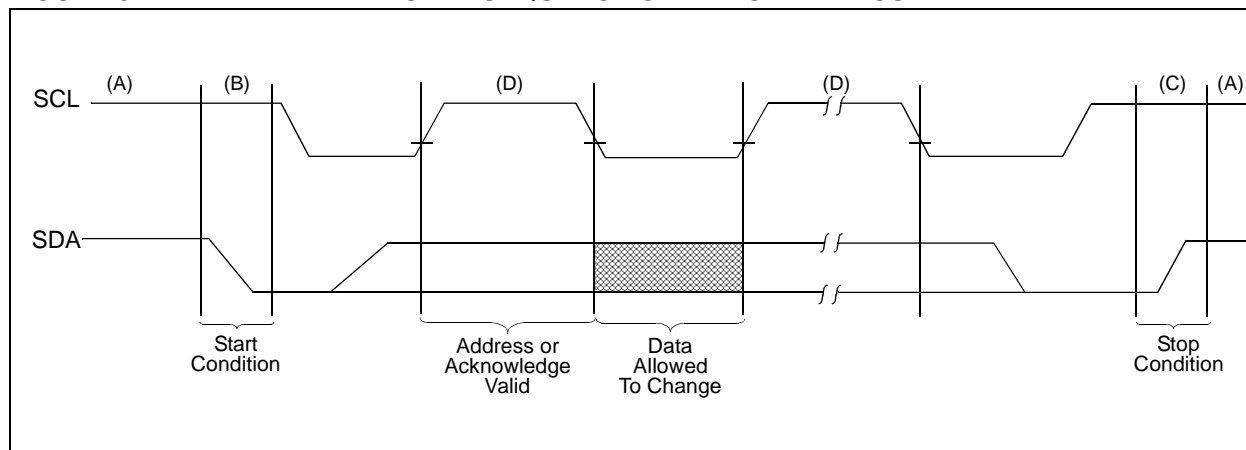 (A) (B) (D) (D) (C) (A)
SCL
SDA
Start
Condition
Address or
Acknowledge
Valid
Data
Allowed
To Change
Stop
Condition